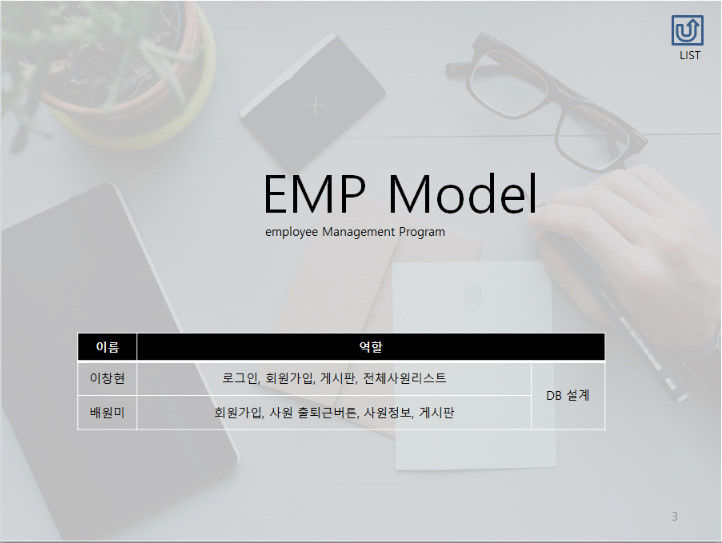 LIST
EMP Model
employee Management Program
이름 역할
이창현 로그인, 회원가입, 게시판, 전체사원리스트
DB 설계
배원미 회원가입, 사원 출퇴근버튼, 사원정보, 게시판
3